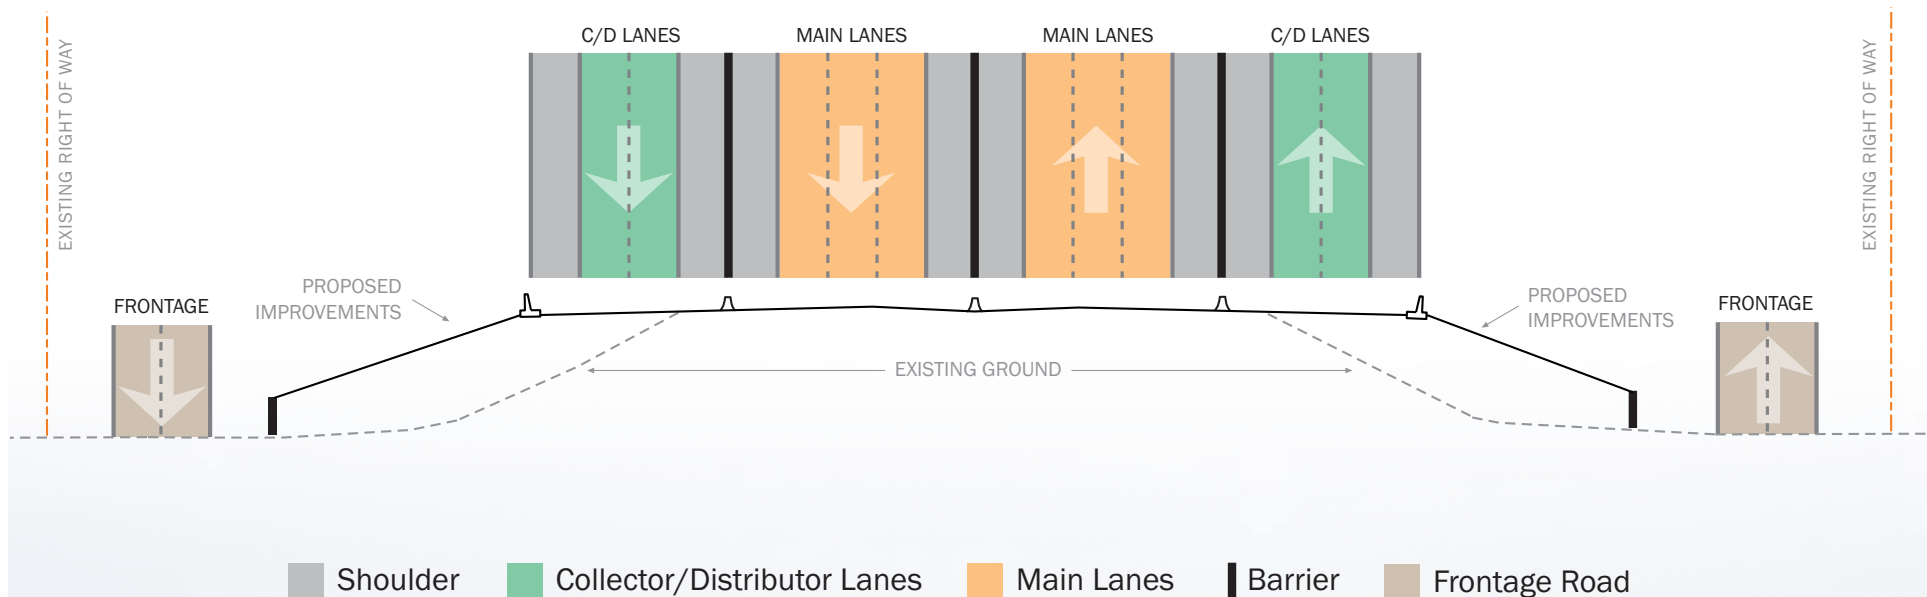 C/D LANES
MAIN LANES
MAIN LANES
C/D LANES
EXISTING RIGHT OF WAY
EXISTING RIGHT OF WAY
PROPOSED
IMPROVEMENTS
PROPOSED
IMPROVEMENTS
FRONTAGE
FRONTAGE
EXISTING GROUND
Shoulder
Collector/Distributor Lanes
Main Lanes
Barrier
Frontage Road